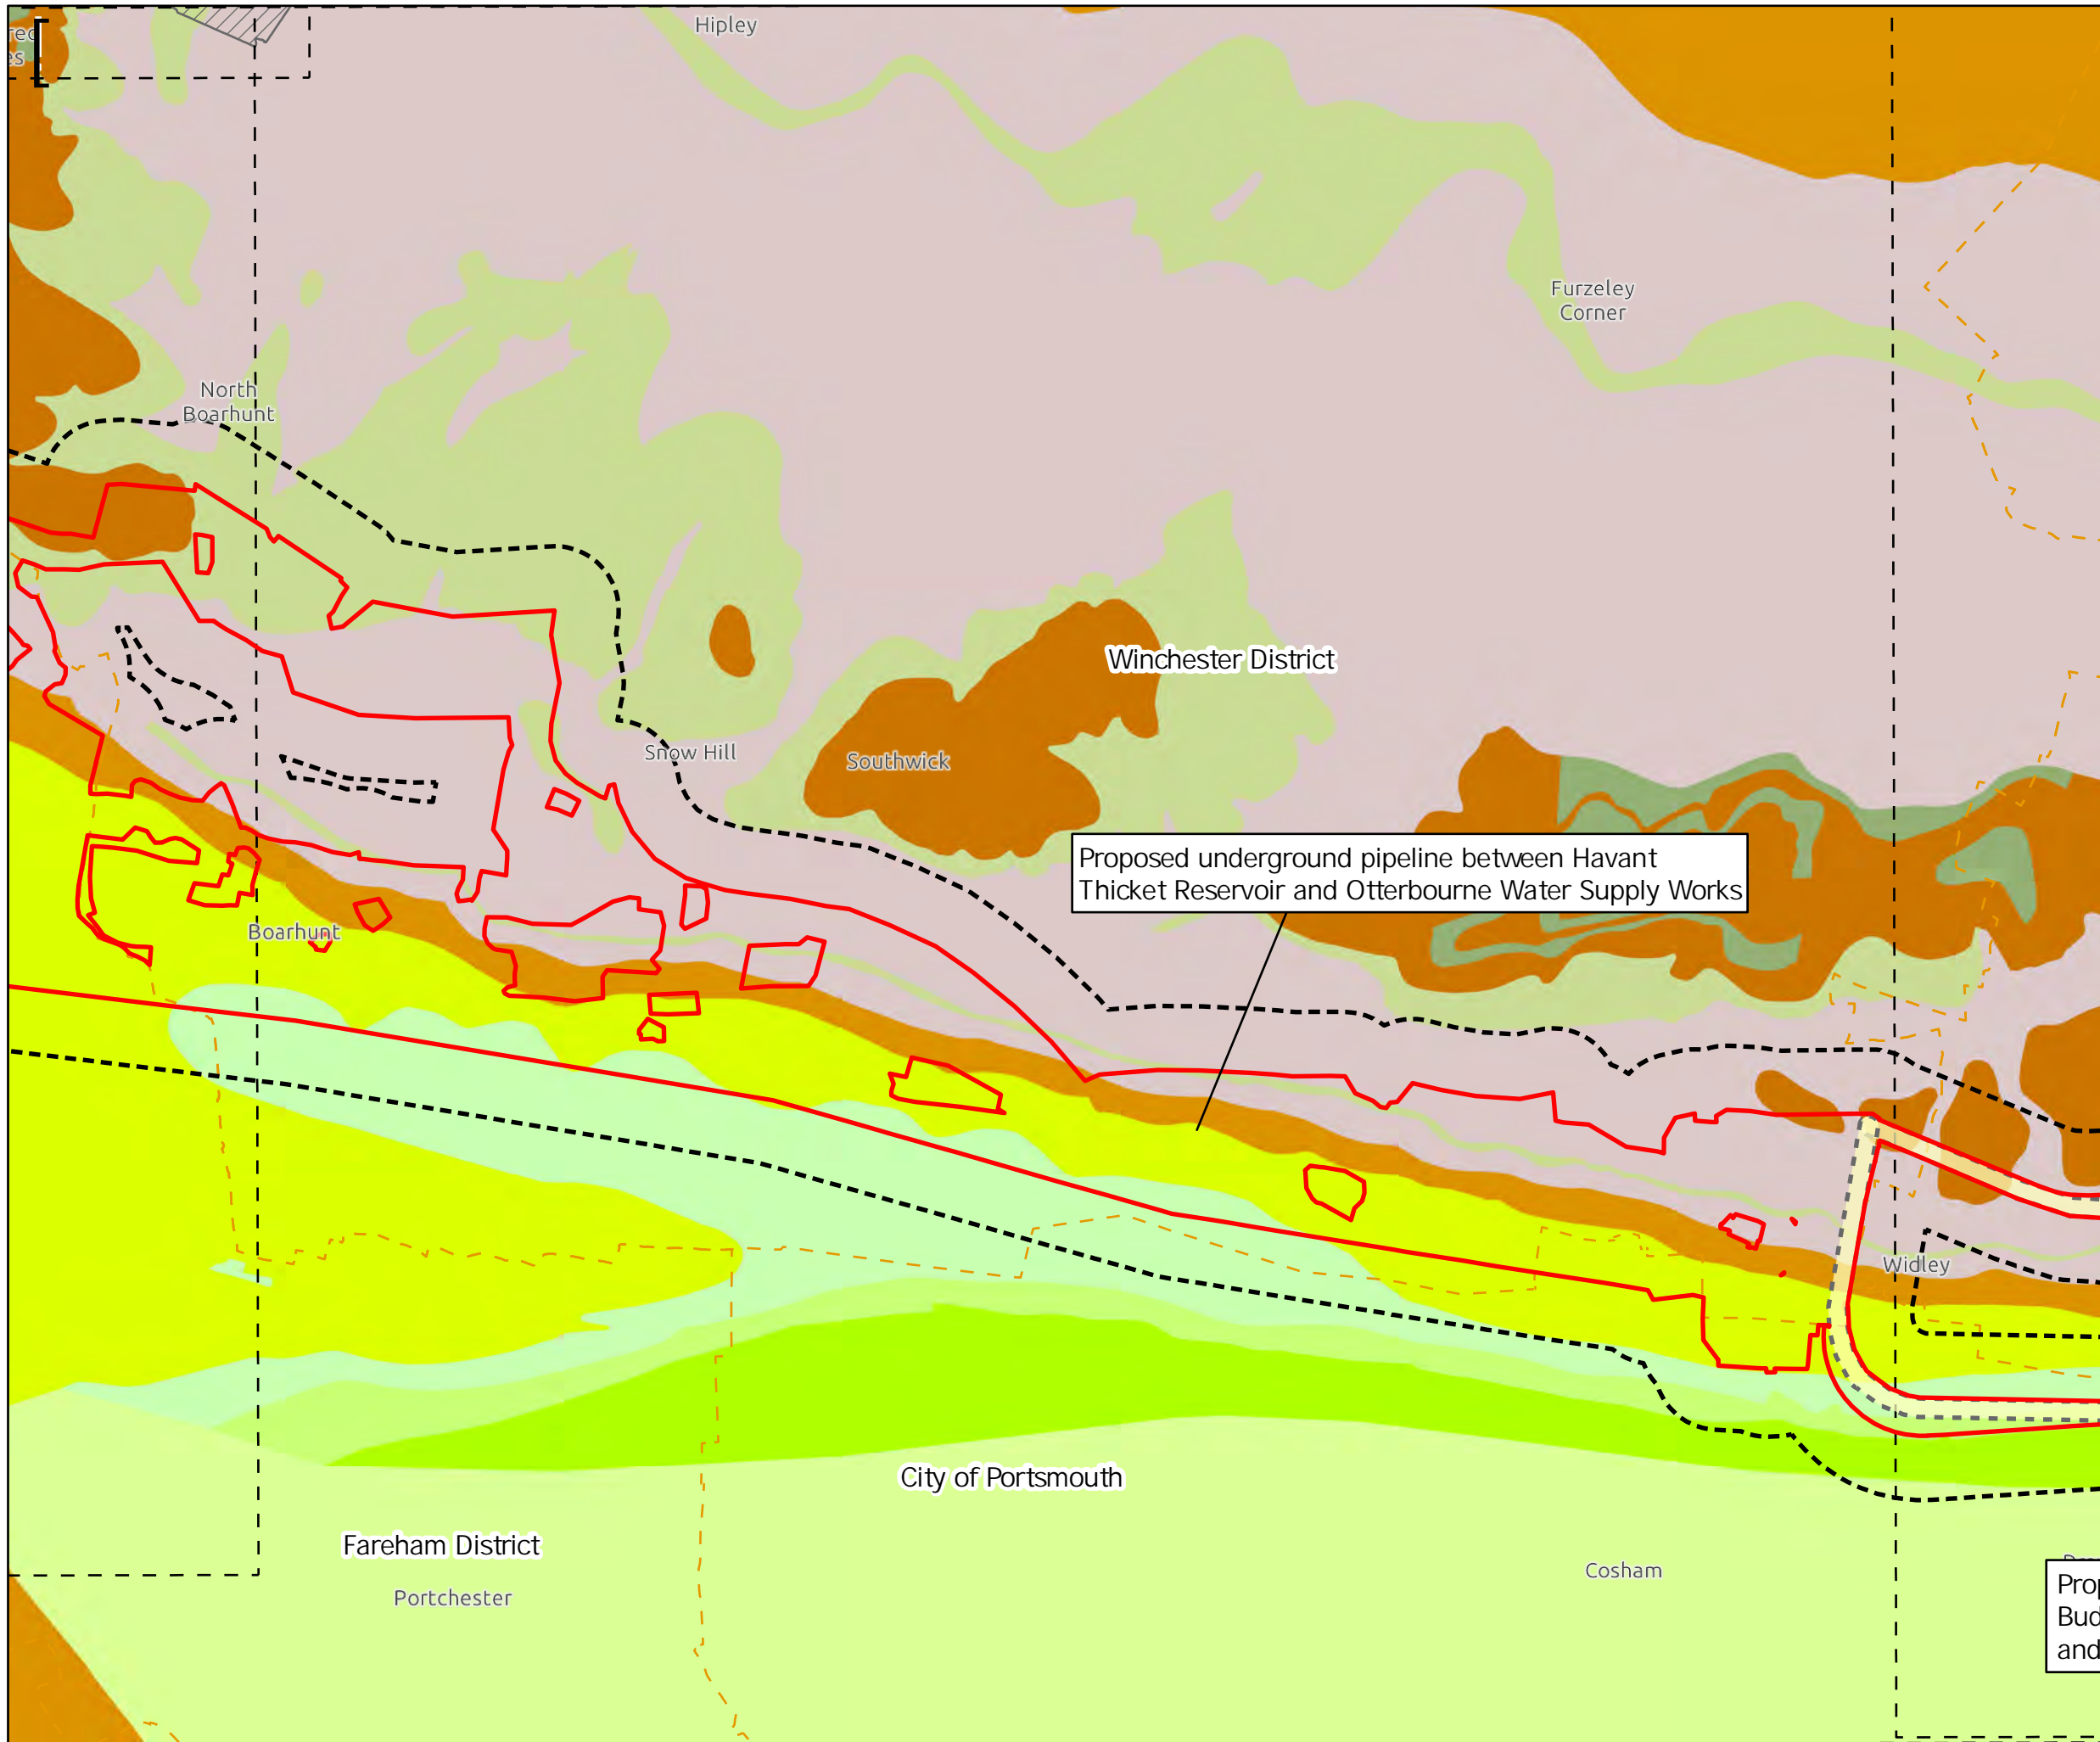 Hipley
Furzeley
Corner
North
Boarhunt
Winchester District
Snow Hill
Southwick
Proposed underground pipeline between Havant
Thicket Reservoir and Otterbourne Water Supply Works
Boarhunt
Widley
City of Portsmouth
Fareham District
Portchester
Cosham
and